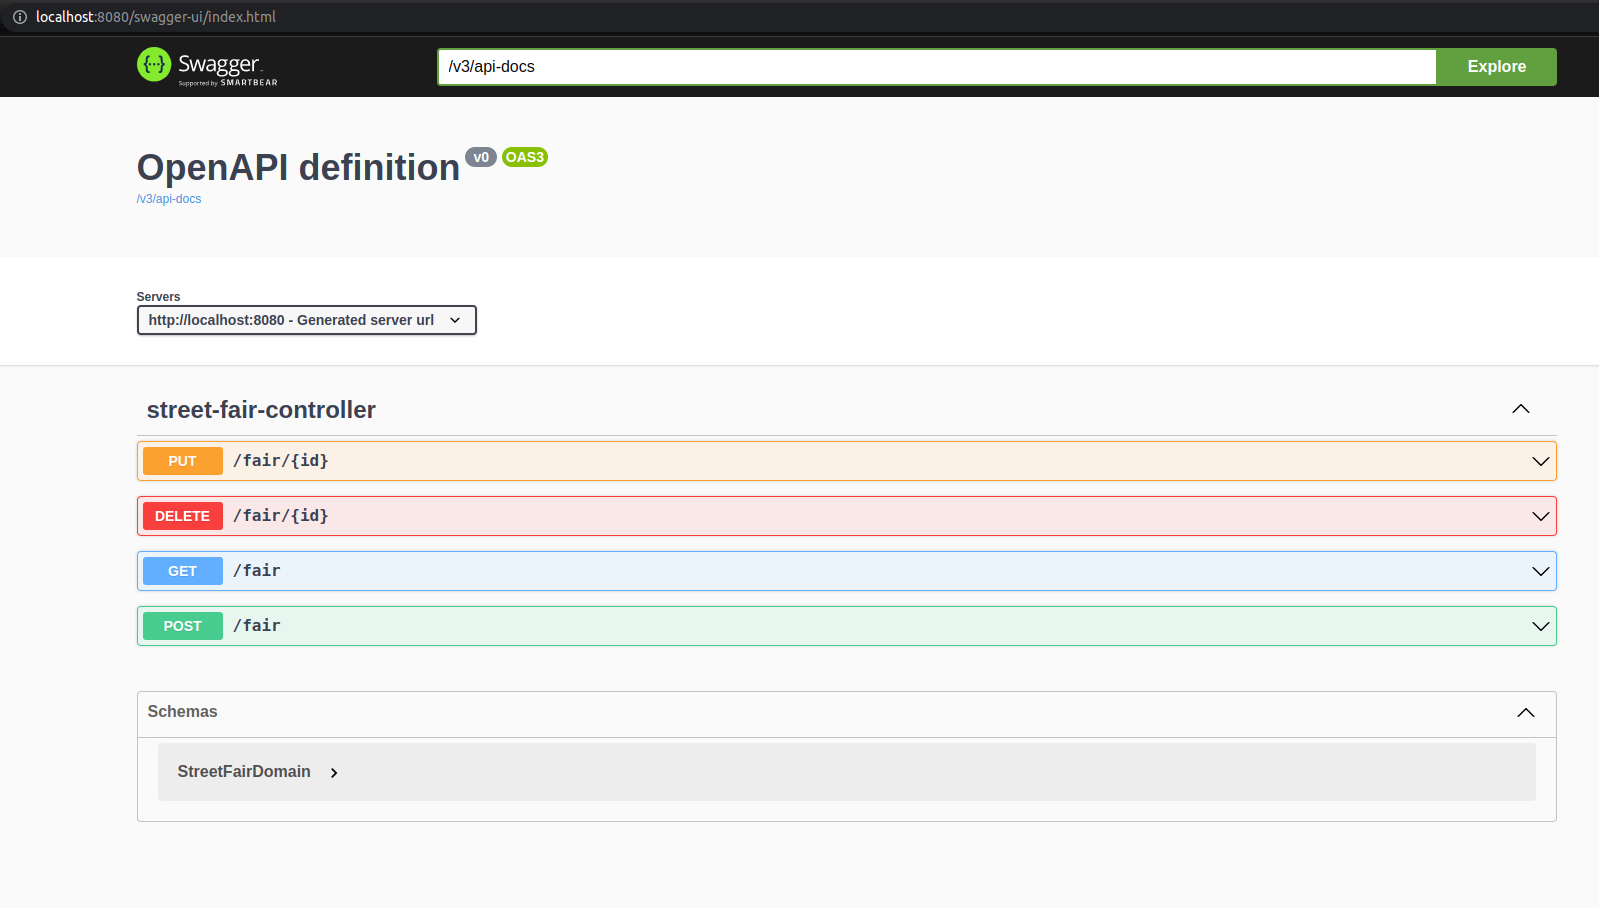 localhost:8080/swagger-ui/index.html
{···} Swagger.
Supported by SMARTBEAR
/v3/api-docs
Explore
OpenAPI definition v0 OAS3
/v3/api-docs
Servers
http://localhost:8080 - Generated server url
street-fair-controller
PUT /fair/{id}
DELETE /fair/{id}
GET /fair
POST /fair
Schemas
StreetFairDomain